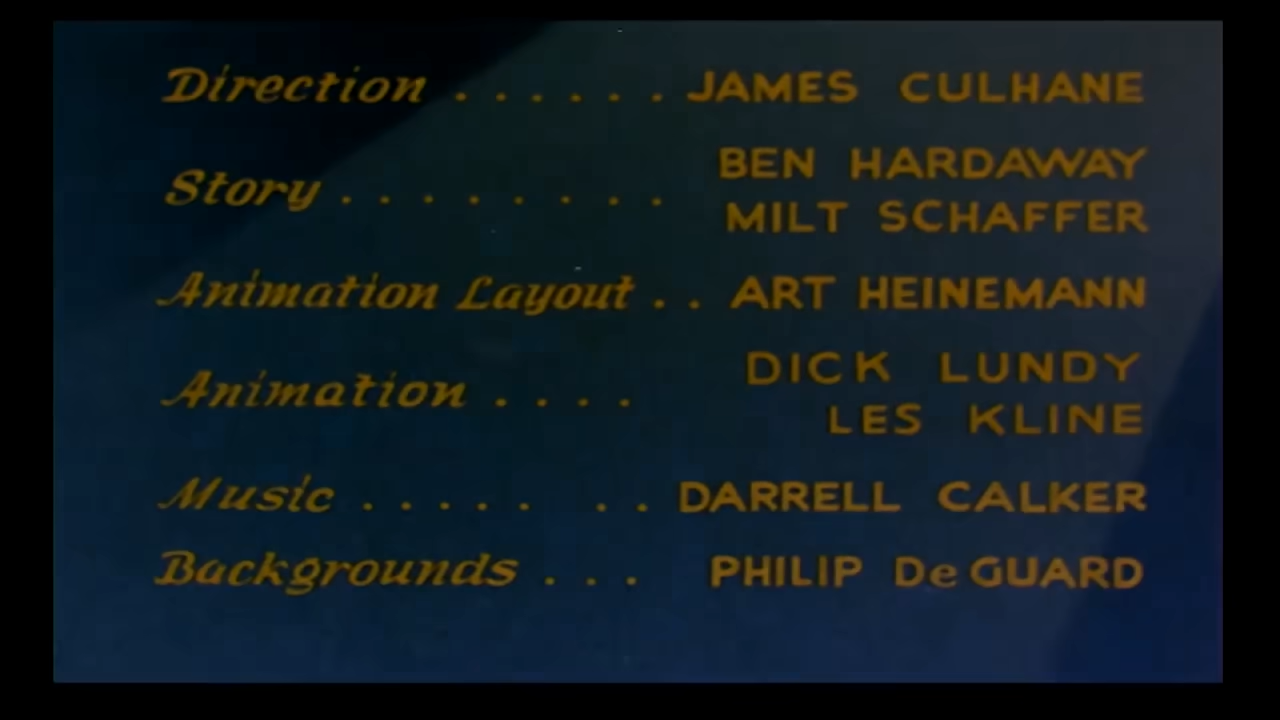 Direction . . . . . . JAMES CULHANE
Story . . . . . . . . . BEN HARDAWAY
MILT SCHAFFER
Animation Layout . . ART HEINEMANN
Animation . . . . DICK LUNDY
LES KLINE
Music . . . . . . . DARRELL CALKER
Backgrounds . . . PHILIP De GUARD